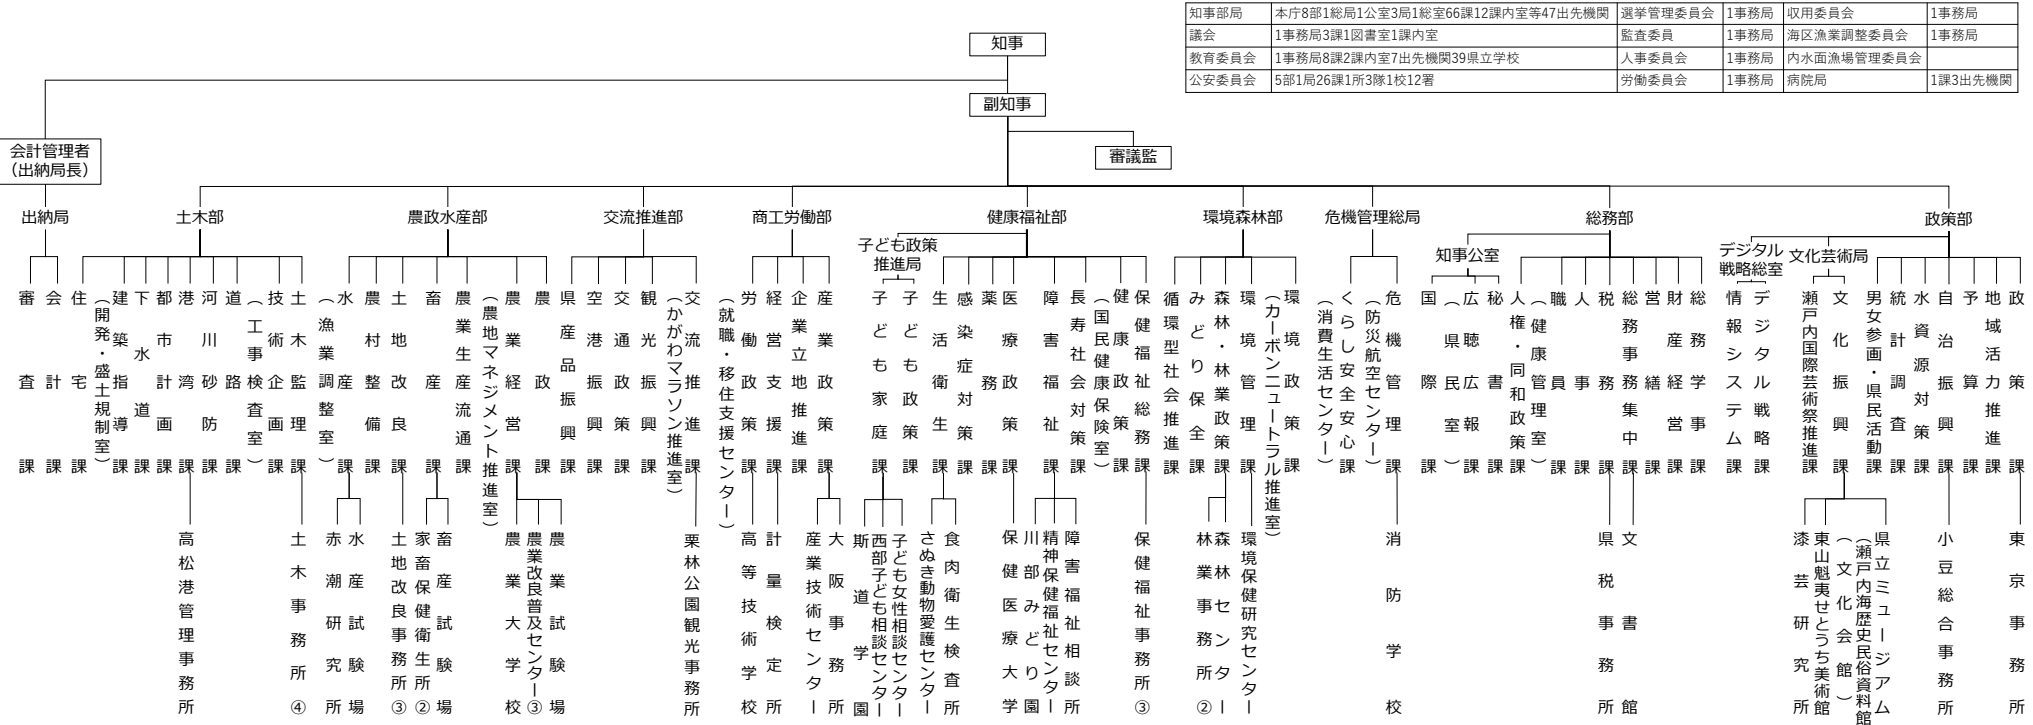 知事部局 本庁8部1総局1公室3局1総室66課12課内室等47出先機関 選挙管理委員会 1事務局 収用委員会 1事務局
議会 1事務局3課1図書室1課内室 監査委員 1事務局 海区漁業調整委員会 1事務局
教育委員会 1事務局8課2課内室7出先機関39県立学校 人事委員会 1事務局 内水面漁場管理委員会
公安委員会 5部1局26課1所3隊1校12署 労働委員会 1事務局 病院局 1課3出先機関
知事
副知事
会計管理者
（出納局長）
審議監
出納局
土木部
農政水産部
交流推進部
商工労働部
健康福祉部
環境森林部
危機管理総局
総務部
政策部
子ども政策
推進局
知事公室
デジタル
戦略総室
文化芸術局
政策課
地域活力推進課
予算課
自治振興課
水資源対策課
統計調査課
男女参画・県民活動課
文化振興課
瀬戸内国際芸術祭推進課
デジタル戦略課
情報システム課
総務学事課
財産経営課
営繕課
総務事務集中課
税務課
人事課
職員課
（健康管理室）
人権・同和政策課
秘書課
広聴広報課
（県民室）
国際課
危機管理課
（防災航空センター）
くらし安全安心課
（消費生活センター）
環境政策課
（カーボンニュートラル推進室）
環境管理課
森林・林業政策課
みどり保全課
循環型社会推進課
保健福祉総務課
健康政策課
（国民健康保険室）
長寿社会対策課
障害福祉課
医療政策課
薬務課
感染症対策課
生活衛生課
子ども政策課
子ども家庭課
産業政策課
企業立地推進課
経営支援課
労働政策課
（就職・移住支援センター）
交流推進課
（かがわマラソン推進室）
観光振興課
交通政策課
空港振興課
県産品振興課
農政課
農業経営課
（農地マネジメント推進室）
農業生産流通課
畜産課
土地改良課
農村整備課
水産課
（漁業調整室）
土木監理課
技術企画課
（工事検査室）
道路課
河川砂防課
港湾課
都市計画課
下水道課
建築指導課
（開発・盛土規制室）
住宅課
会計課
審査課
東京事務所
小豆総合事務所
県立ミュージアム
（瀬戸内海歴史民俗資料館
（文化会館）
東山魁夷せとうち美術館
漆芸研究所
文書館
県税事務所
消防学校
環境保健研究センター
森林センター
林業事務所②
保健福祉事務所③
障害福祉相談所
精神保健福祉センター
川部みどり園
保健医療大学
食肉衛生検査所
さぬき動物愛護センター
子ども女性相談センター
西部子ども相談センター
斯道学園
大阪事務所
産業技術センター
計量検定所
高等技術学校
栗林公園観光事務所
農業試験場
農業改良普及センター③
農業大学校
畜産試験場
家畜保健衛生所②
土地改良事務所③
水産試験場
赤潮研究所
土木事務所④
高松港管理事務所